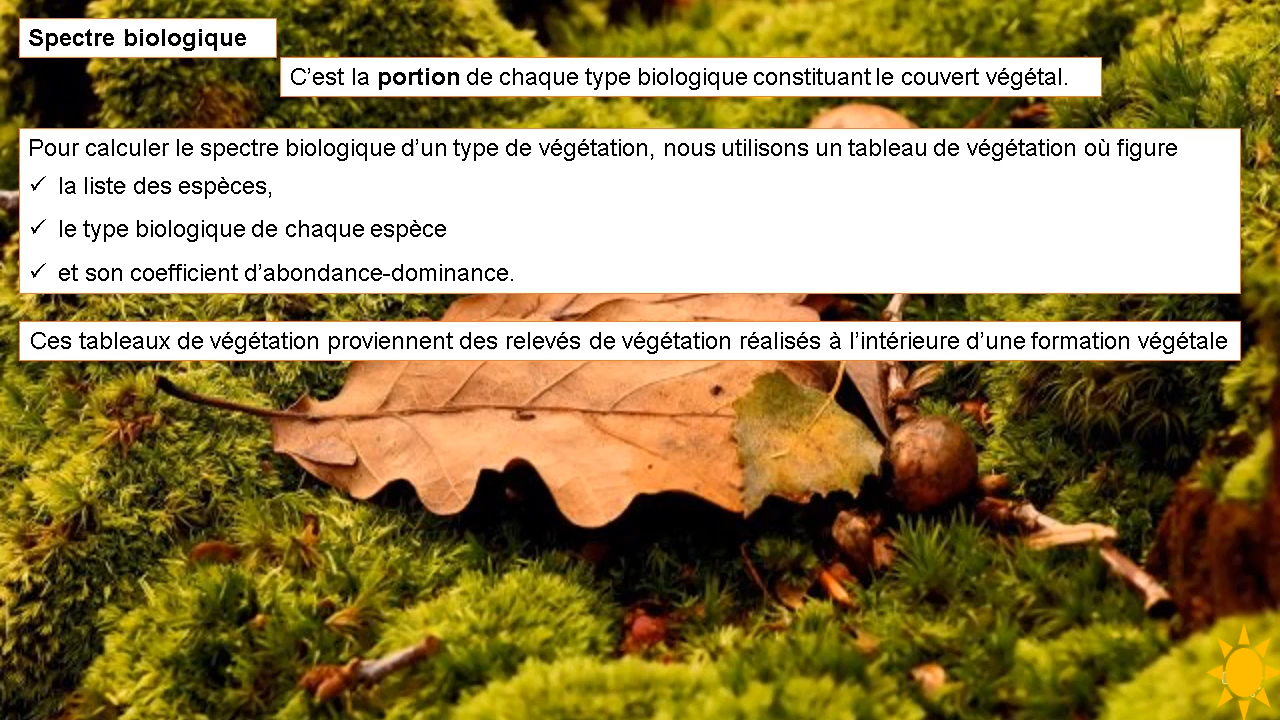 Spectre biologique
C’est la portion de chaque type biologique constituant le couvert végétal.
Pour calculer le spectre biologique d’un type de végétation, nous utilisons un tableau de végétation où figure
✓ la liste des espèces,
✓ le type biologique de chaque espèce
✓ et son coefficient d’abondance-dominance.
Ces tableaux de végétation proviennent des relevés de végétation réalisés à l’intérieure d’une formation végétale